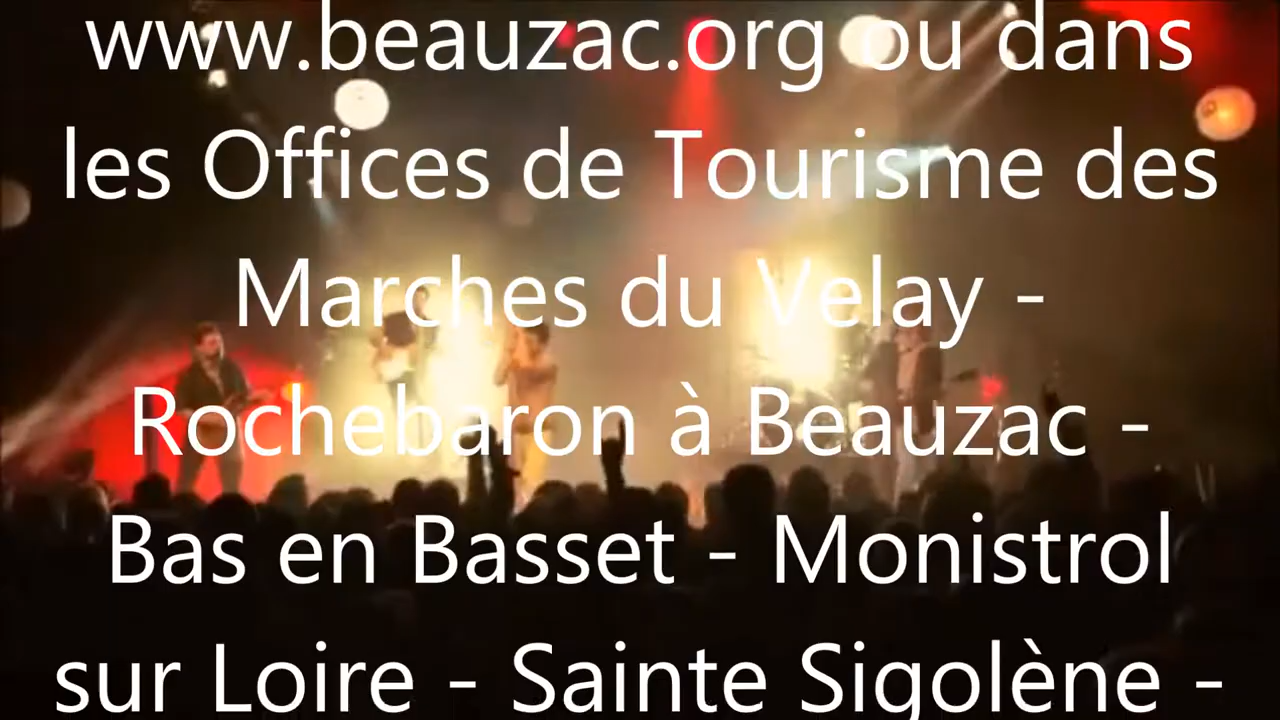 www.beauzac.org ou dans
les Offices de Tourisme des
Marches du Velay -
Rochebaron à Beauzac -
Bas en Basset - Monistrol
sur Loire - Sainte Sigolène -